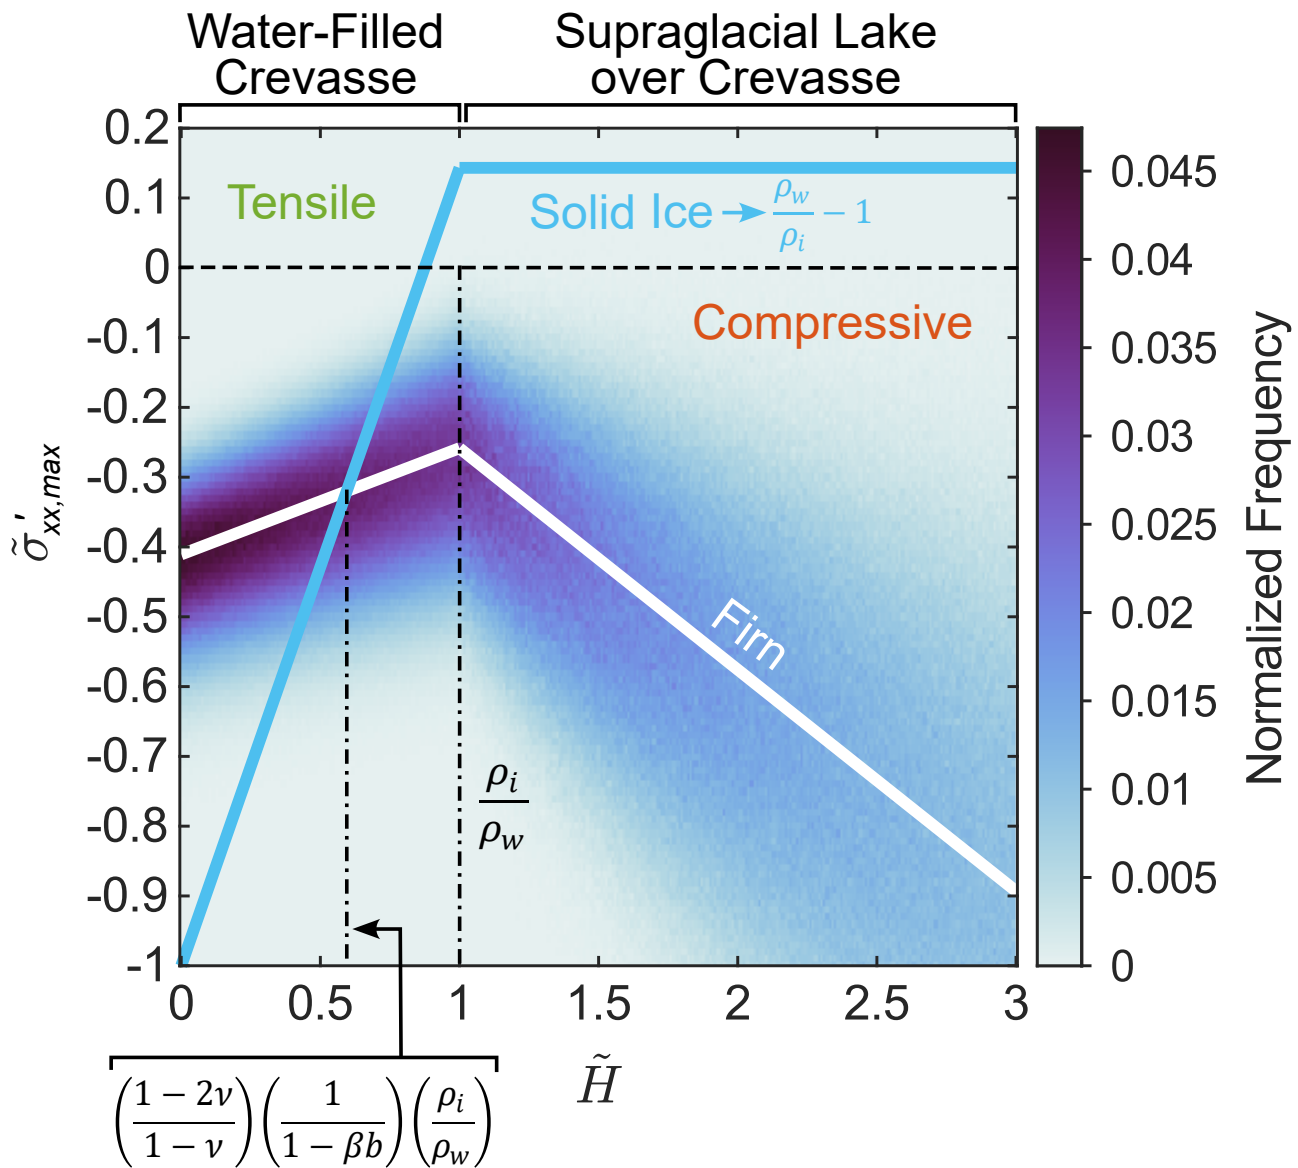 Water-Filled
Crevasse
Supraglacial Lake
over Crevasse
0.2
0.1
0
-0.1
-0.2
-0.3
-0.4
-0.5
-0.6
-0.7
-0.8
-0.9
-1
σ̃'xx,max
Tensile
Solid Ice → ρw/ρi − 1
Compressive
Firn
ρi/ρw
0 0.5 1 1.5 2 2.5 3
H̃
((1 − 2ν)/(1 − ν)) (1/(1 − βb)) (ρi/ρw)
0.045
0.04
0.035
0.03
0.025
0.02
0.015
0.01
0.005
0
Normalized Frequency